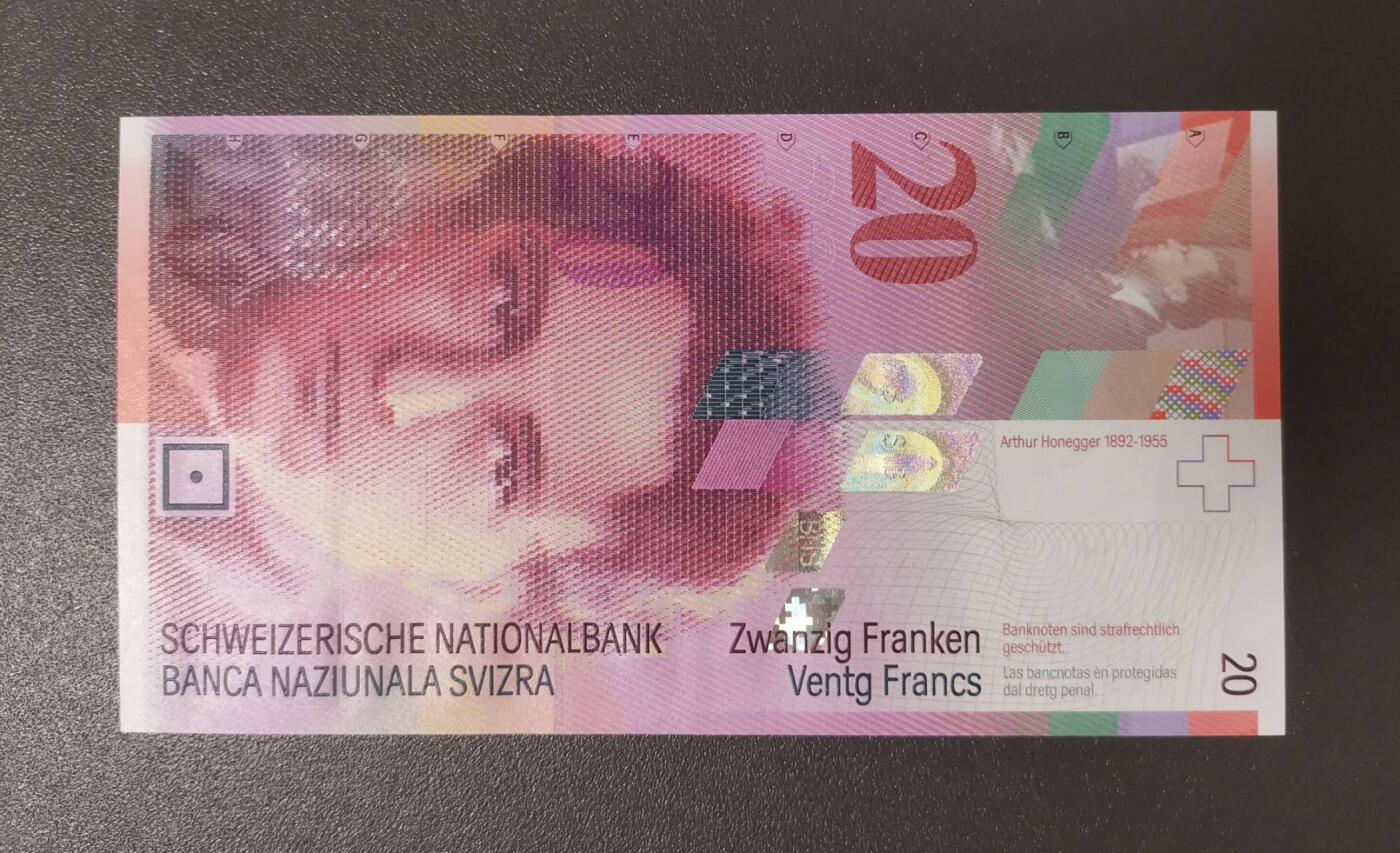 H G F E D C B A
20
Arthur Honegger 1892-1955
SCHWEIZERISCHE NATIONALBANK
BANCA NAZIUNALA SVIZRA
Zwanzig Franken
Ventg Francs
Banknoten sind strafrechtlich
geschützt.
Las bancnotas èn protegidas
dal dretg penal.
20